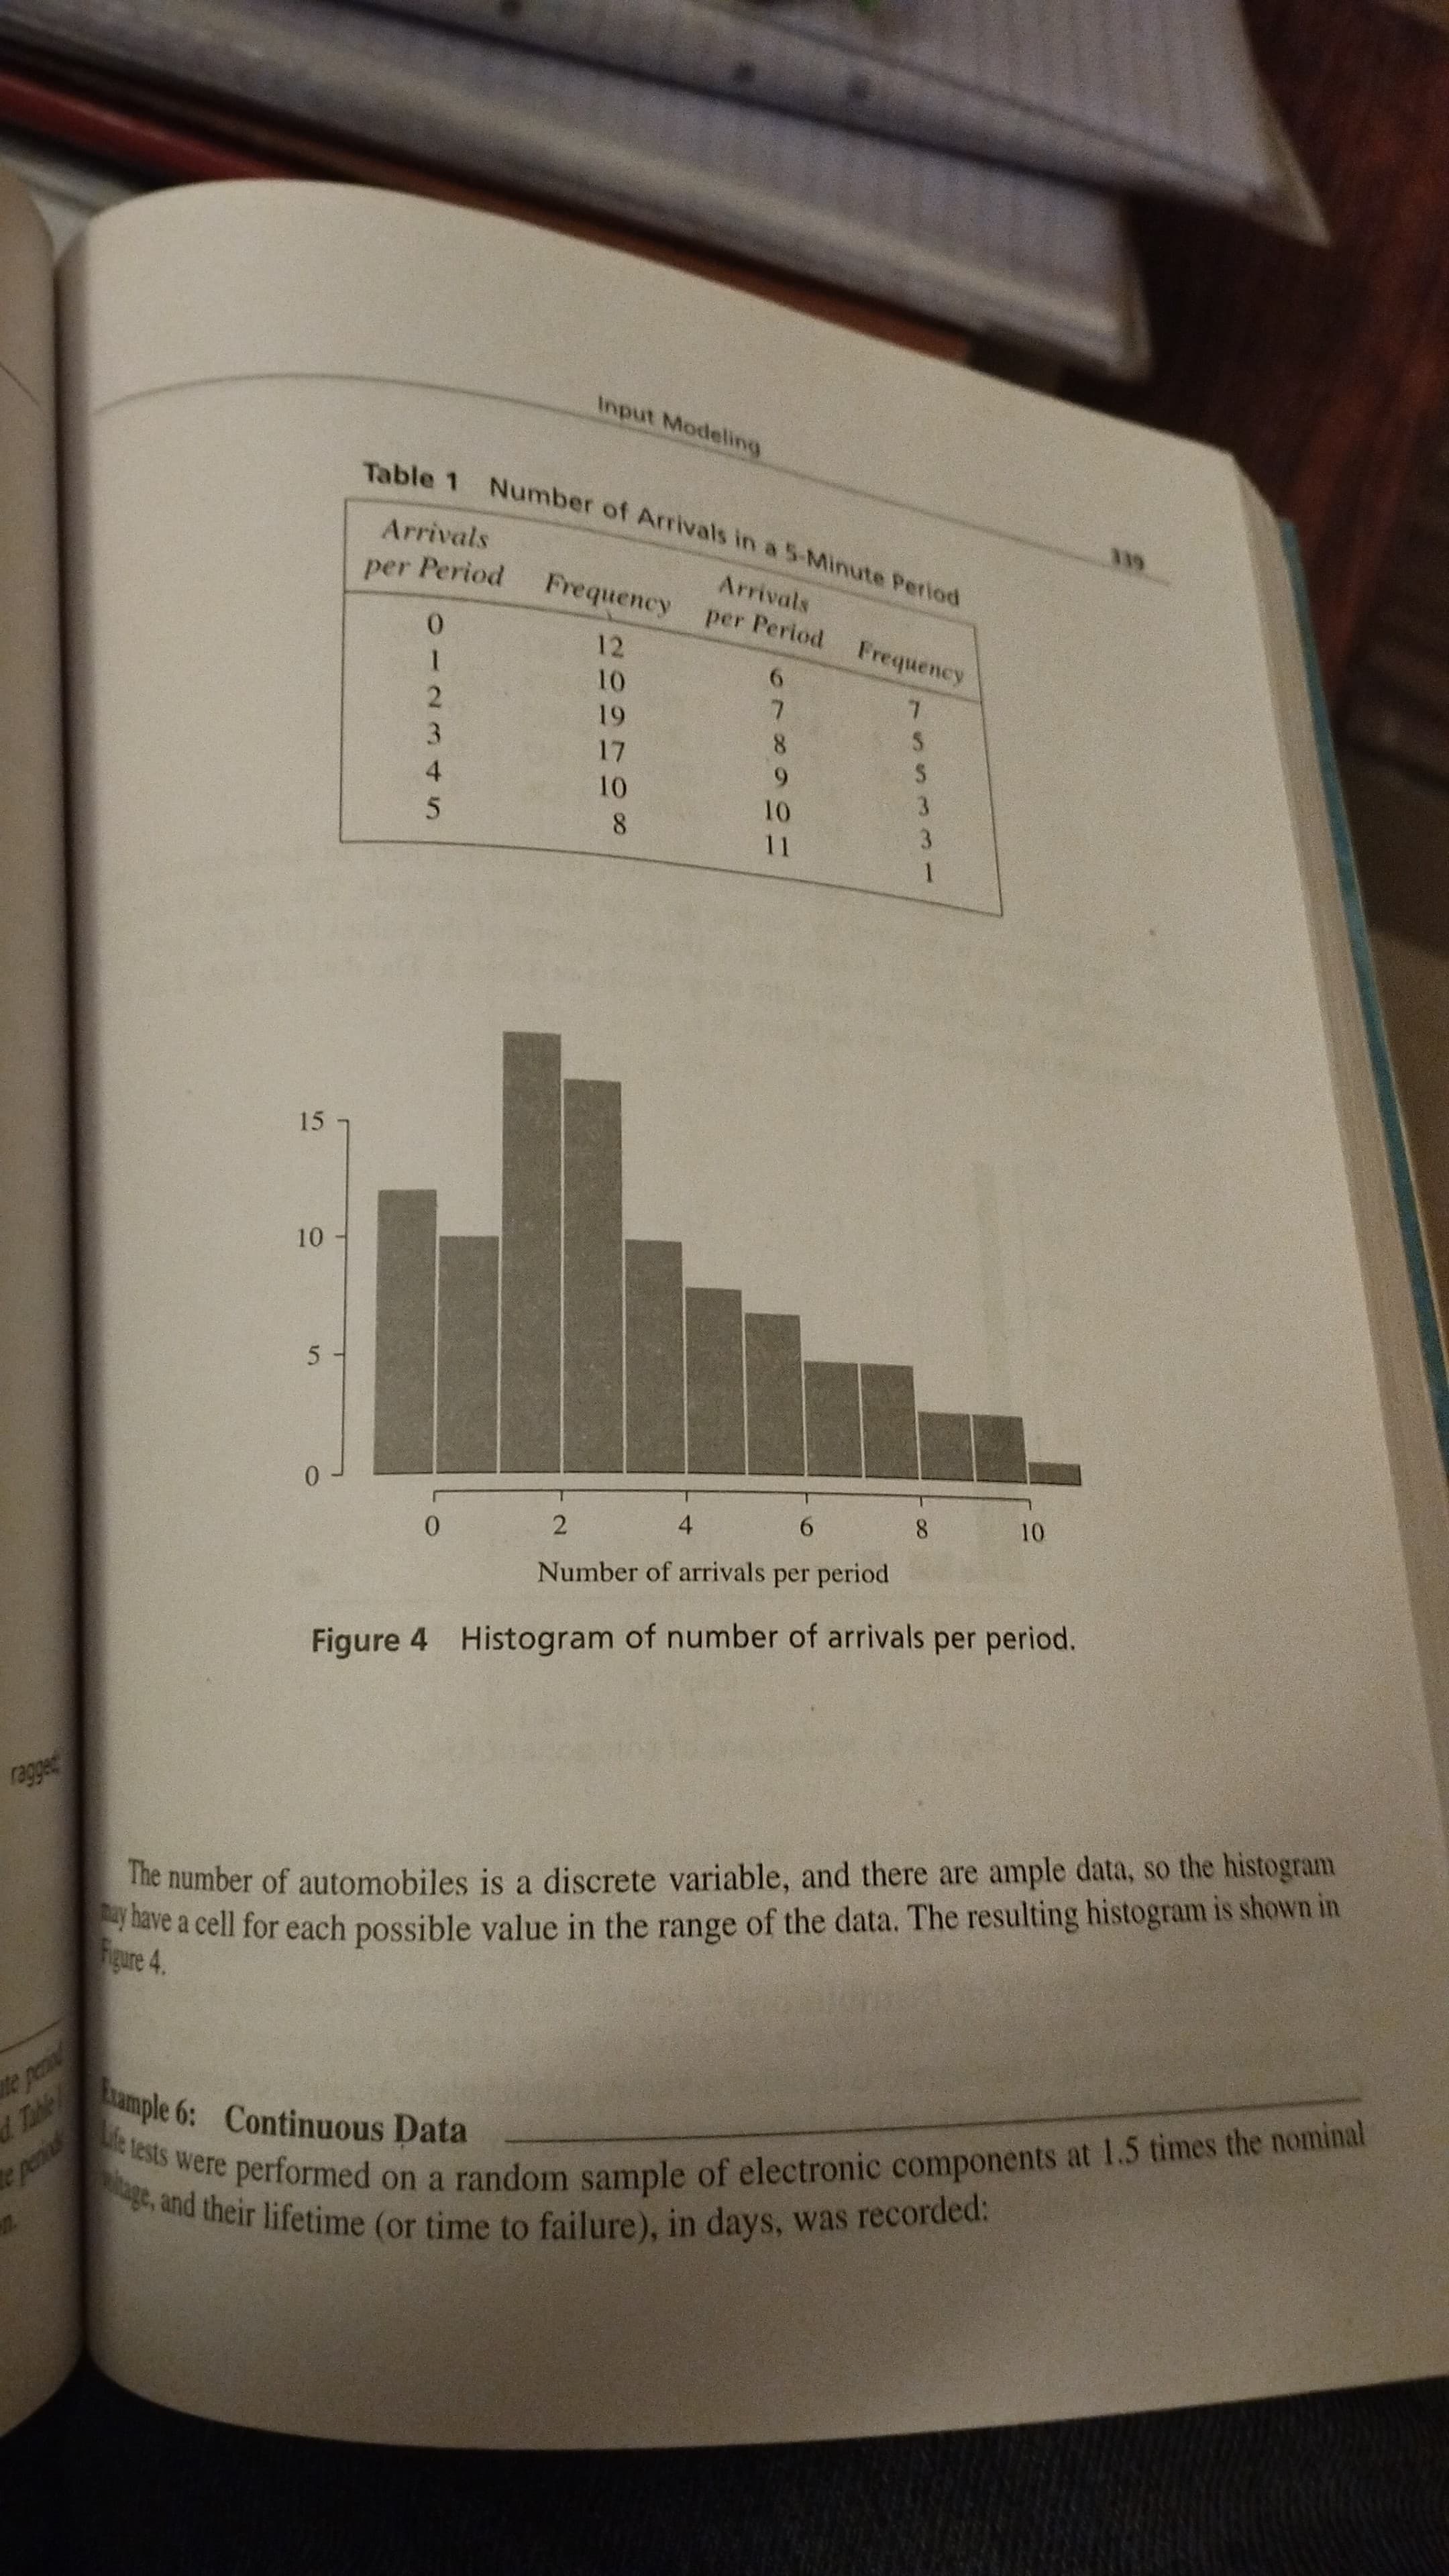 Input Modeling
339
Table 1 Number of Arrivals in a 5-Minute Period
Arrivals per Period Frequency Arrivals per Period Frequency
0 12 6 7
1 10 7 5
2 19 8 5
3 17 9 3
4 10 10 3
5 8 11 1
15
10
5
0
0 2 4 6 8 10
Number of arrivals per period
Figure 4 Histogram of number of arrivals per period.
ragged;
The number of automobiles is a discrete variable, and there are ample data, so the histogram
may have a cell for each possible value in the range of the data. The resulting histogram is shown in
Figure 4.
Example 6: Continuous Data
Life tests were performed on a random sample of electronic components at 1.5 times the nominal
voltage, and their lifetime (or time to failure), in days, was recorded: